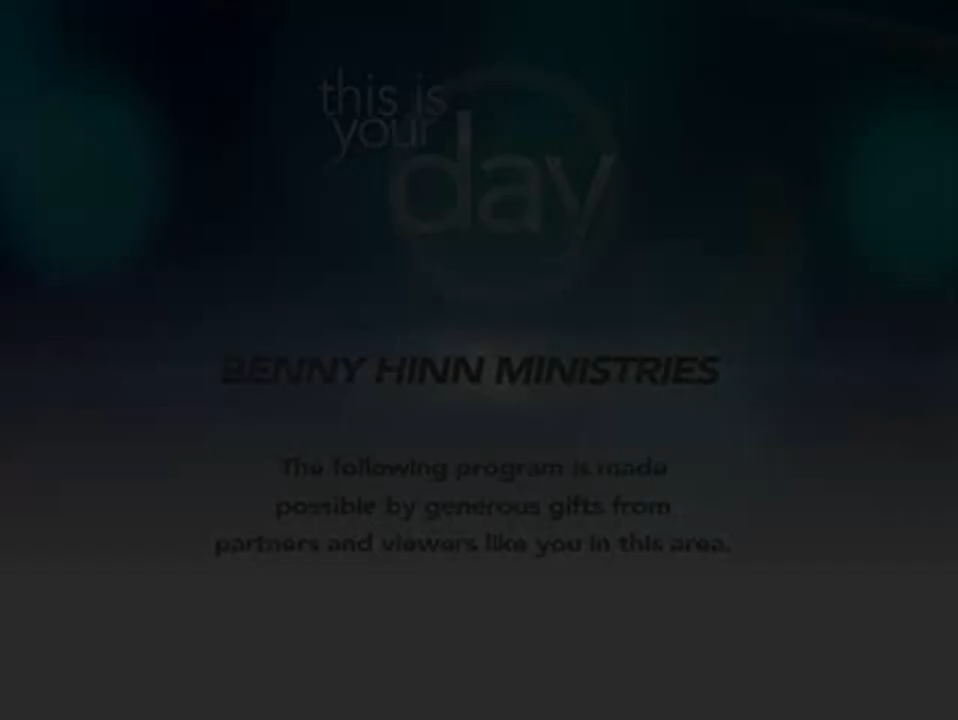 this is
your
day
BENNY HINN MINISTRIES
The following program is made
possible by generous gifts from
partners and viewers like you in this area.